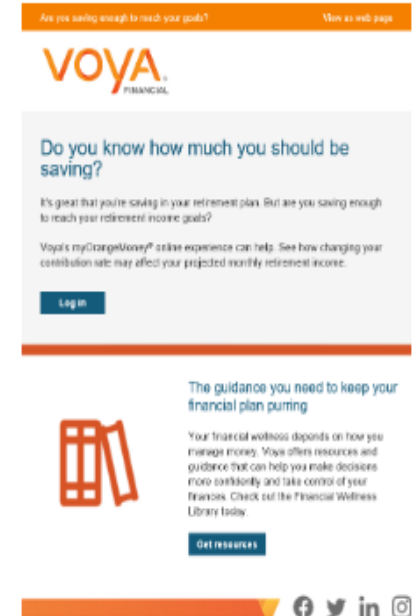 Are you saving enough to reach your goals? View as web page
VOYA
FINANCIAL
Do you know how much you should be
saving?
It's great that you're saving in your retirement plan. But are you saving enough
to reach your retirement income goals?
Voya's myOrangeMoney® online experience can help. See how changing your
contribution rate may affect your projected monthly retirement income.
Log in
The guidance you need to keep your
financial plan purring
Your financial wellness depends on how you
manage money. Voya offers resources and
guidance that can help you make decisions
more confidently and take control of your
finances. Check out the Financial Wellness
Library today.
Get resources